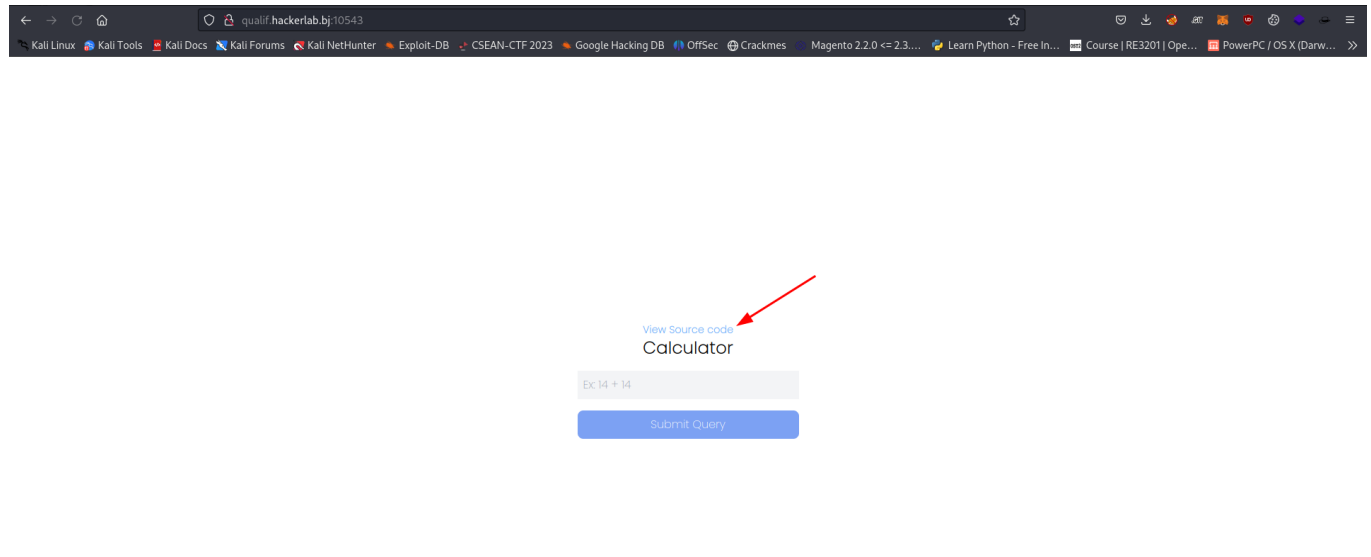 qualif.hackerlab.bj:10543
Kali Linux Kali Tools Kali Docs Kali Forums Kali NetHunter Exploit-DB CSEAN-CTF 2023 Google Hacking DB OffSec Crackmes Magento 2.2.0 <= 2.3.… Learn Python - Free In… Course | RE3201 | Ope… PowerPC / OS X (Darw…
View Source code
Calculator
Ex: 14 + 14
Submit Query